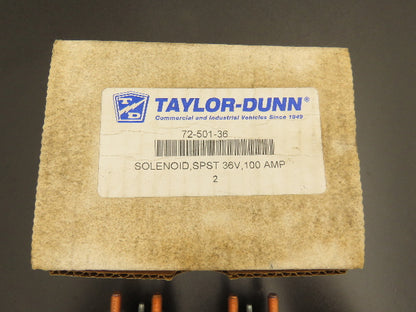 T/D
TAYLOR-DUNN®
Commercial and Industrial Vehicles Since 1949
72-501-36
SOLENOID,SPST 36V,100 AMP
2